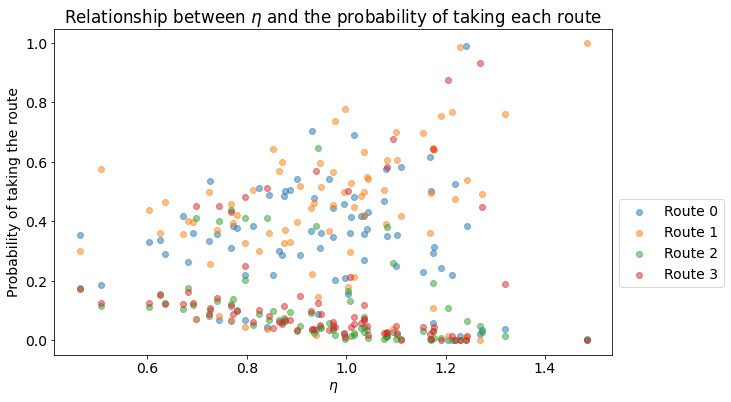 Relationship between η and the probability of taking each route
Probability of taking the route
1.0
0.8
0.6
0.4
0.2
0.0
0.6 0.8 1.0 1.2 1.4
η
Route 0
Route 1
Route 2
Route 3